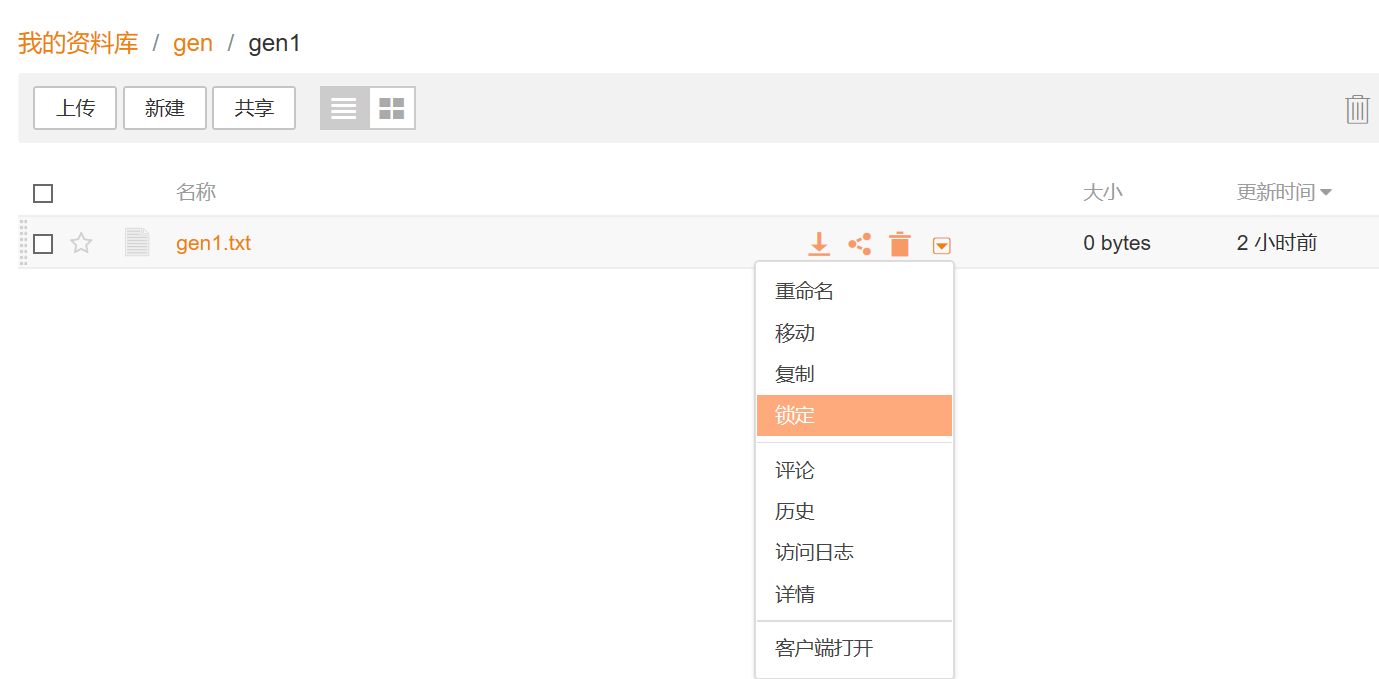 我的资料库 / gen / gen1
上传 新建 共享
名称 大小 更新时间
gen1.txt 0 bytes 2 小时前
重命名
移动
复制
锁定
评论
历史
访问日志
详情
客户端打开